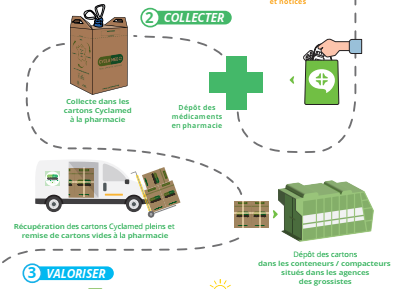 et notices
2 COLLECTER
CYCLAMED
Collecte dans les
cartons Cyclamed
à la pharmacie
Dépôt des
médicaments
en pharmacie
Récupération des cartons Cyclamed pleins et
remise de cartons vides à la pharmacie
Dépôt des cartons
dans les conteneurs / compacteurs
situés dans les agences
des grossistes
3 VALORISER